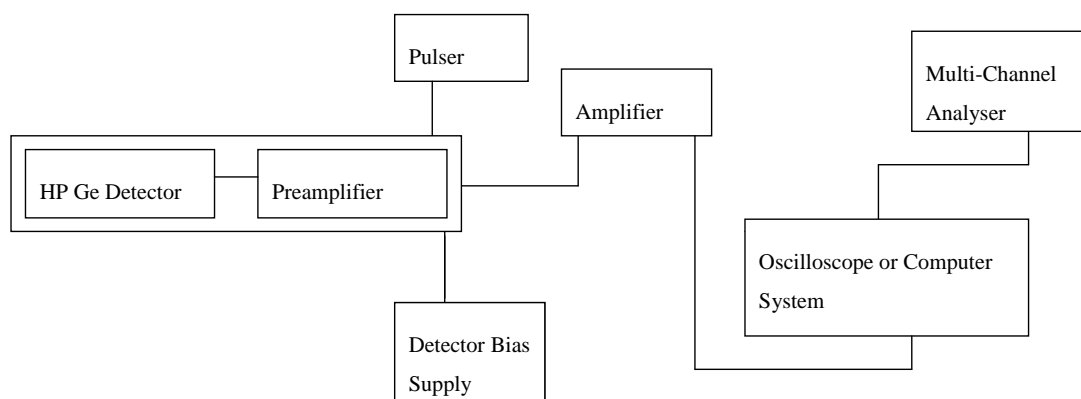 Pulser
Multi-Channel
Analyser
Amplifier
HP Ge Detector
Preamplifier
Oscilloscope or Computer
System
Detector Bias
Supply